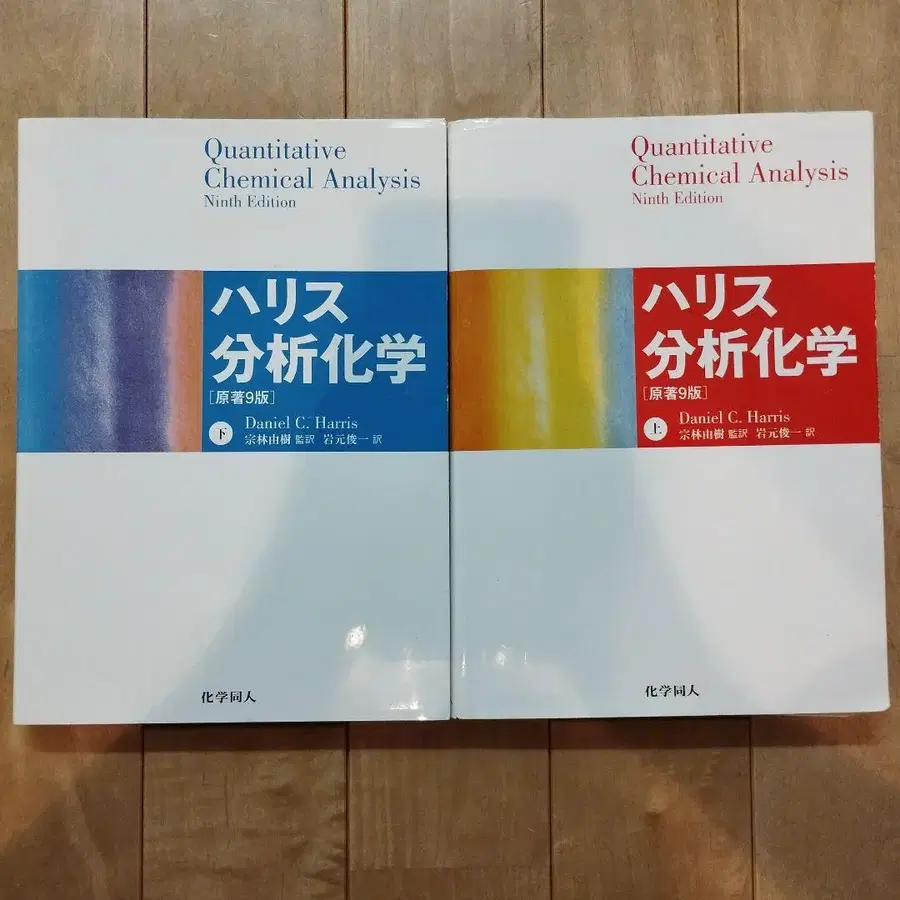 Quantitative
Chemical Analysis
Ninth Edition
ハリス
分析化学
[原著9版]
下
Daniel C. Harris
宗林由樹 監訳 岩元俊一 訳
化学同人
Quantitative
Chemical Analysis
Ninth Edition
ハリス
分析化学
[原著9版]
上
Daniel C. Harris
宗林由樹 監訳 岩元俊一 訳
化学同人